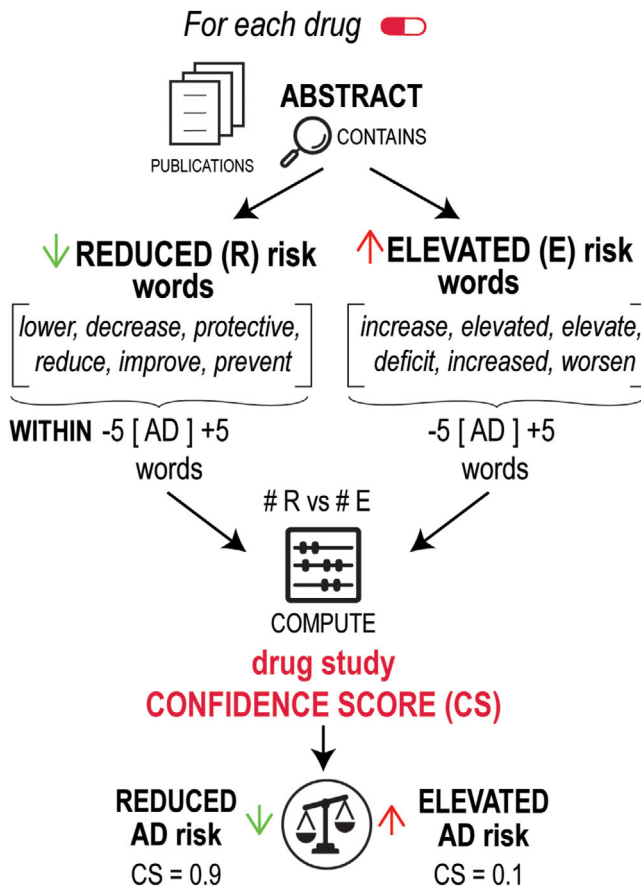 For each drug
ABSTRACT
CONTAINS
PUBLICATIONS
REDUCED (R) risk
words
lower, decrease, protective,
reduce, improve, prevent
WITHIN -5 [ AD ] +5
words
ELEVATED (E) risk
words
increase, elevated, elevate,
deficit, increased, worsen
-5 [ AD ] +5
words
# R vs # E
COMPUTE
drug study
CONFIDENCE SCORE (CS)
REDUCED
AD risk
CS = 0.9
ELEVATED
AD risk
CS = 0.1